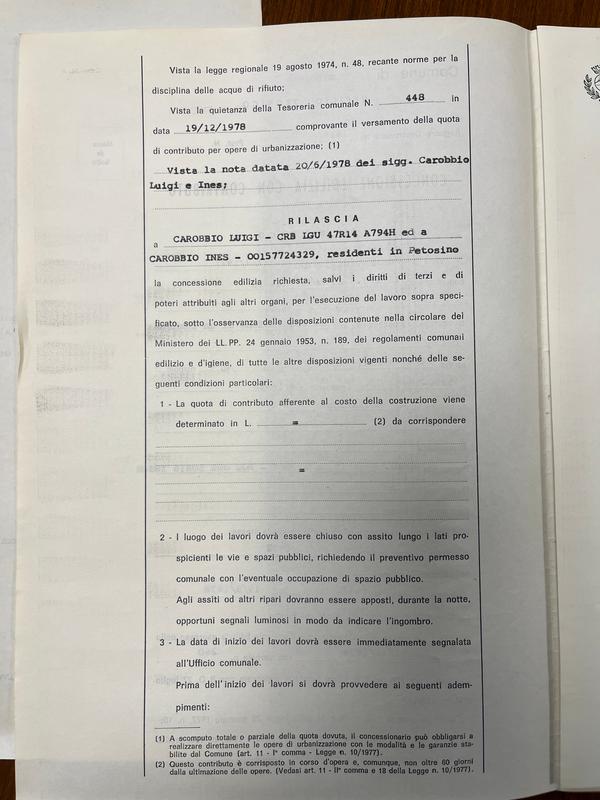 Vista la legge regionale 19 agosto 1974, n. 48, recante norme per la
disciplina delle acque di rifiuto;
Vista la quietanza della Tesoreria comunale N. 448 in
data 19/12/1978 comprovante il versamento della quota
di contributo per opere di urbanizzazione; (1)
Vista la nota datata 20/6/1978 dei sigg. Carobbio
Luigi e Ines;
RILASCIA
a CAROBBIO LUIGI - CRB LGU 47R14 A794H ed a
CAROBBIO INES - 00157724329, residenti in Petosino
la concessione edilizia richiesta, salvi i diritti di terzi e di
poteri attribuiti agli altri organi, per l'esecuzione del lavoro sopra speci-
ficato, sotto l'osservanza delle disposizioni contenute nella circolare del
Ministero dei LL. PP. 24 gennaio 1953, n. 189, dei regolamenti comunali
edilizio e d'igiene, di tutte le altre disposizioni vigenti nonché delle se-
guenti condizioni particolari:
1 - La quota di contributo afferente al costo della costruzione viene
determinato in L. = (2) da corrispondere
=
2 - I luogo dei lavori dovrà essere chiuso con assito lungo i lati pro-
spicienti le vie e spazi pubblici, richiedendo il preventivo permesso
comunale con l'eventuale occupazione di spazio pubblico.
Agli assiti od altri ripari dovranno essere apposti, durante la notte,
opportuni segnali luminosi in modo da indicare l'ingombro.
3 - La data di inizio dei lavori dovrà essere immediatamente segnalata
all'Ufficio comunale.
Prima dell'inizio dei lavori si dovrà provvedere ai seguenti adem-
pimenti:
(1) A scomputo totale o parziale della quota dovuta, il concessionario può obbligarsi a
realizzare direttamente le opere di urbanizzazione con le modalità e le garanzie sta-
bilite dal Comune (art. 11 - I° comma - Legge n. 10/1977).
(2) Questo contributo è corrisposto in corso d'opera e, comunque, non oltre 60 giorni
dalla ultimazione delle opere. (Vedasi art. 11 - II° comma e 18 della Legge n. 10/1977).